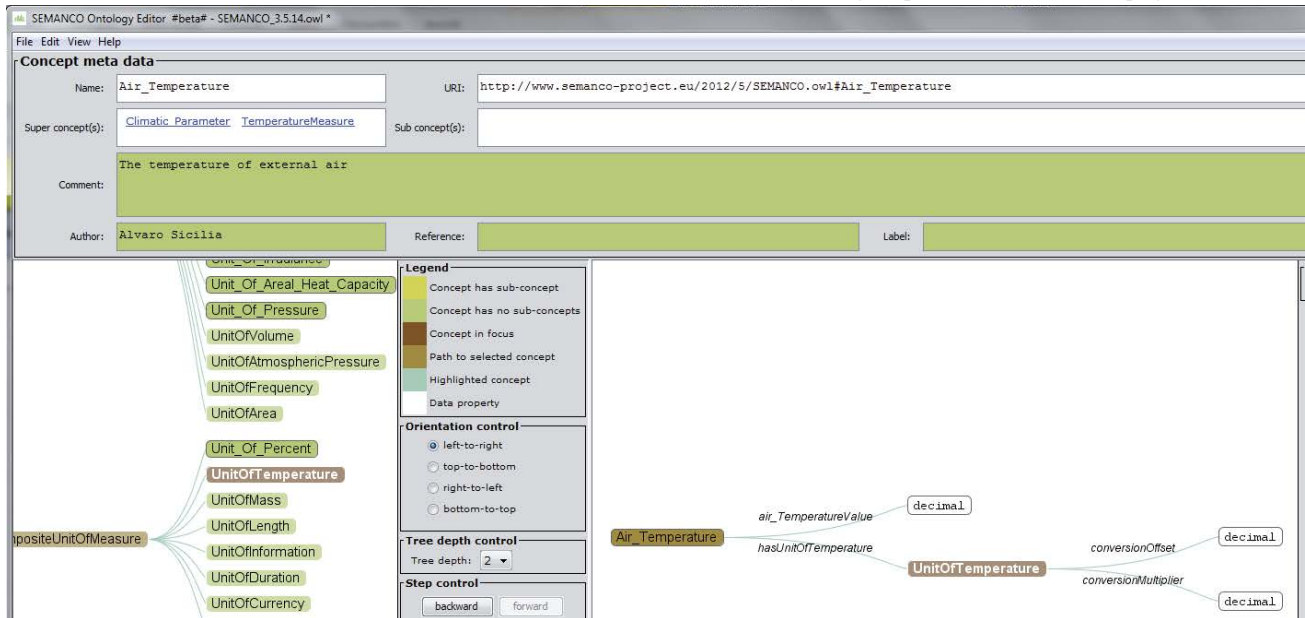 SEMANCO Ontology Editor #beta# - SEMANCO_3.5.14.owl *
File Edit View Help
Concept meta data
Name: Air_Temperature URI: http://www.semanco-project.eu/2012/5/SEMANCO.owl#Air_Temperature
Super concept(s): Climatic_Parameter TemperatureMeasure Sub concept(s):
The temperature of external air
Comment:
Author: Alvaro Sicilia Reference: Label:
Unit_Of_Irradiance
Unit_Of_Areal_Heat_Capacity
Unit_Of_Pressure
UnitOfVolume
UnitOfAtmosphericPressure
UnitOfFrequency
UnitOfArea
Unit_Of_Percent
UnitOfTemperature
UnitOfMass
UnitOfLength
npositeUnitOfMeasure
UnitOfInformation
UnitOfDuration
UnitOfCurrency
Legend
Concept has sub-concept
Concept has no sub-concepts
Concept in focus
Path to selected concept
Highlighted concept
Data property
Orientation control
left-to-right
top-to-bottom
right-to-left
bottom-to-top
Tree depth control
Tree depth: 2
Step control
backward forward
Air_Temperature
air_TemperatureValue
decimal
hasUnitOfTemperature
UnitOfTemperature
conversionOffset
decimal
conversionMultiplier
decimal